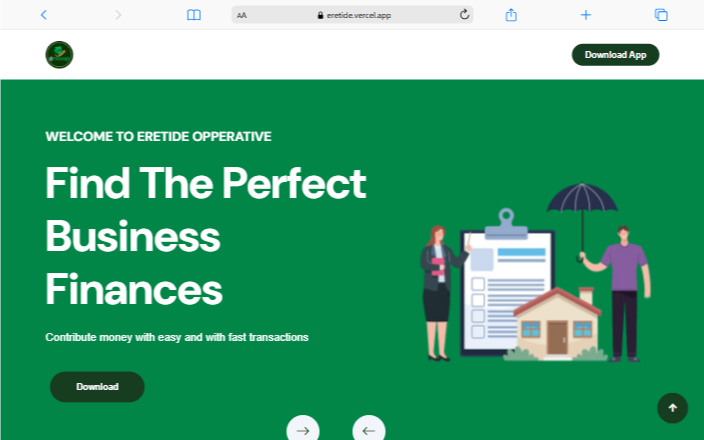 AA
eretide.vercel.app
Download App
WELCOME TO ERETIDE OPPERATIVE
Find The Perfect
Business
Finances
Contribute money with easy and with fast transactions
Download